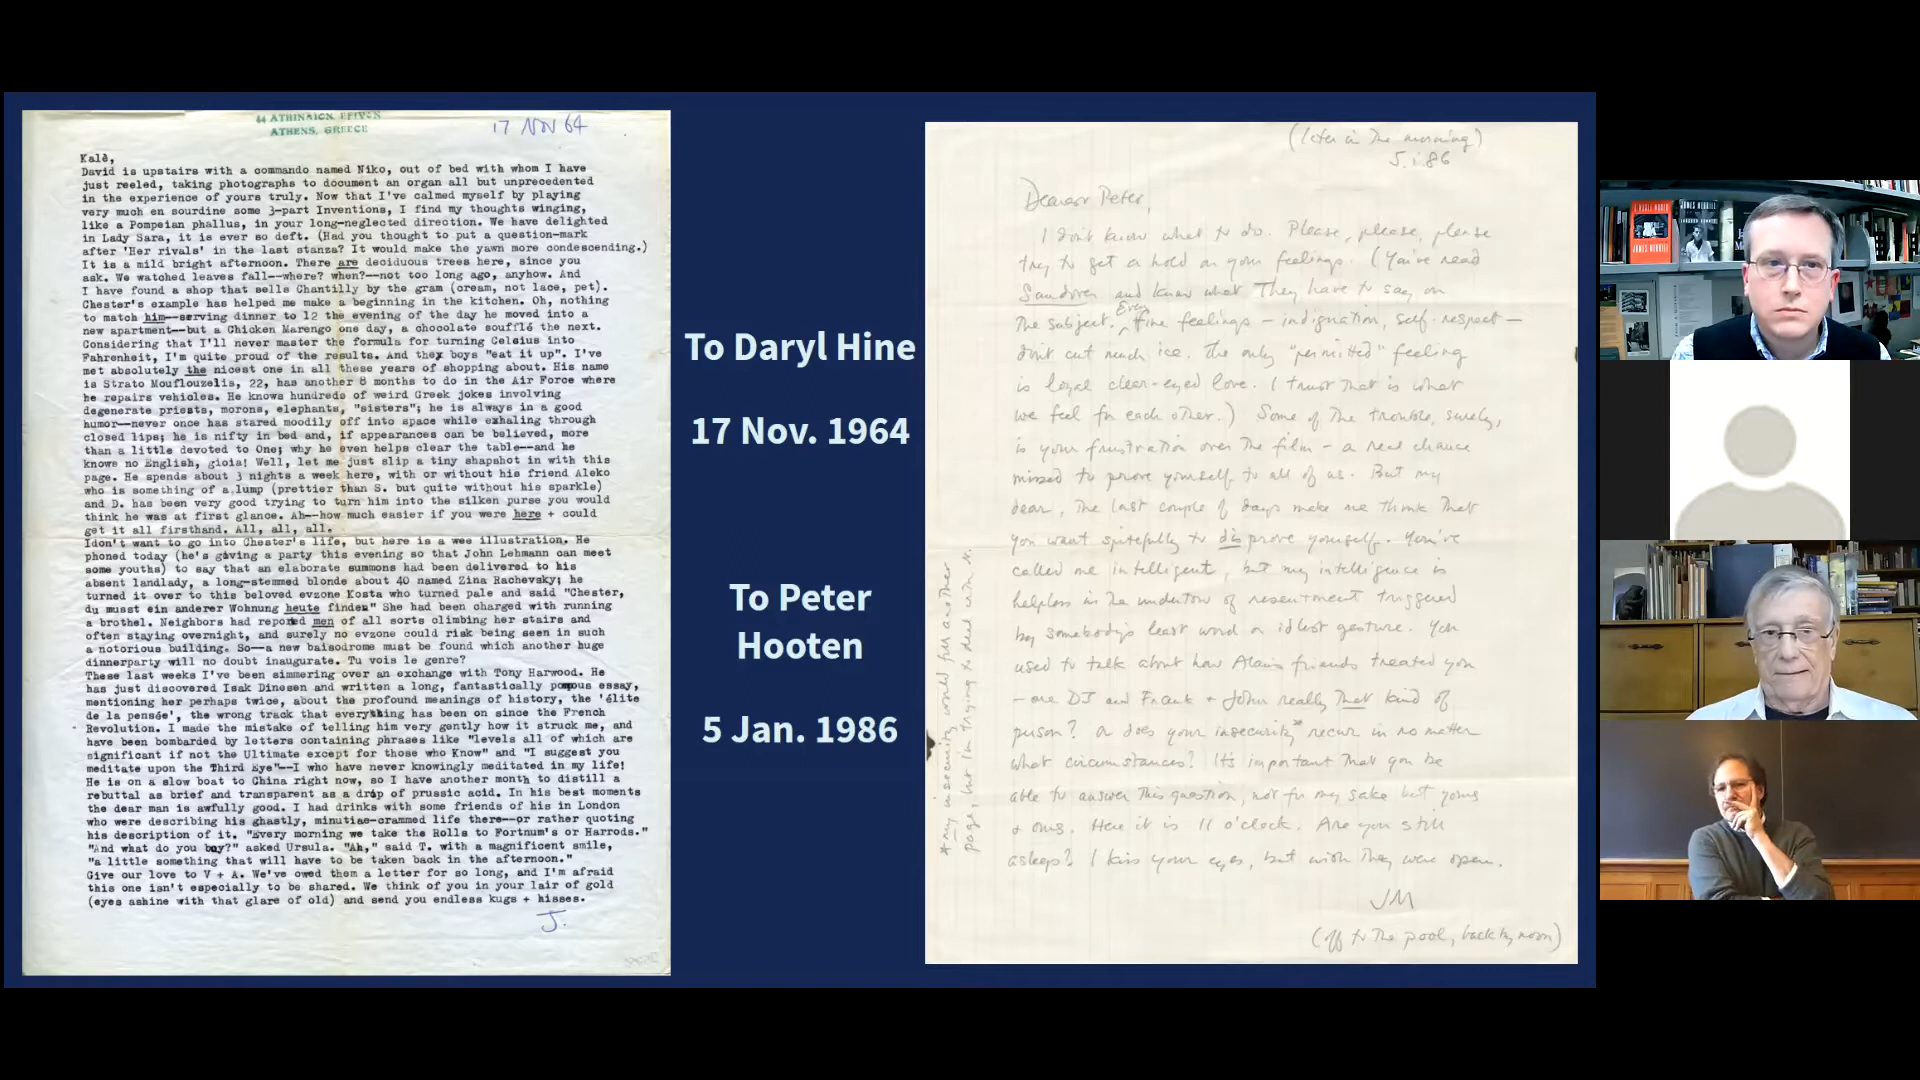 44 ATHINAION EFIVON
ATHENS, GREECE
17 NOV 64
Kalè,
David is upstairs with a commando named Niko, out of bed with whom I have
just reeled, taking photographs to document an organ all but unprecedented
in the experience of yours truly. Now that I've calmed myself by playing
very much en sourdine some 3-part Inventions, I find my thoughts winging,
like a Pompeian phallus, in your long-neglected direction. We have delighted
in Lady Sara, it is ever so deft. (Had you thought to put a question-mark
after 'Her rivals' in the last stanza? It would make the yawn more condescending.)
It is a mild bright afternoon. There are deciduous trees here, since you
ask. We watched leaves fall--where? when?--not too long ago, anyhow. And
I have found a shop that sells Chantilly by the gram (cream, not lace, pet).
Chester's example has helped me make a beginning in the kitchen. Oh, nothing
to match him--serving dinner to 12 the evening of the day he moved into a
new apartment--but a Chicken Marengo one day, a chocolate soufflé the next.
Considering that I'll never master the formula for turning Celsius into
Fahrenheit, I'm quite proud of the results. And the boys "eat it up". I've
met absolutely the nicest one in all these years of shopping about. His name
is Strato Mouflouzelis, 22, has another 8 months to do in the Air Force where
he repairs vehicles. He knows hundreds of weird Greek jokes involving
degenerate priests, morons, elephants, "sisters"; he is always in a good
humor--never once has stared moodily off into space while exhaling through
closed lips; he is nifty in bed and, if appearances can be believed, more
than a little devoted to One; why he even helps clear the table--and he
knows no English, gioia! Well, let me just slip a tiny shapshot in with this
page. He spends about 3 nights a week here, with or without his friend Aleko
who is something of a lump (prettier than S. but quite without his sparkle)
and D. has been very good trying to turn him into the silken purse you would
think he was at first glance. Ah--how much easier if you were here + could
get it all firsthand. All, all, all.
Idon't want to go into Chester's life, but here is a wee illustration. He
phoned today (he's giving a party this evening so that John Lehmann can meet
some youths) to say that an elaborate summons had been delivered to his
absent landlady, a long-stemmed blonde about 40 named Zina Rachevsky; he
turned it over to this beloved evzone Kosta who turned pale and said "Chester,
du musst ein anderer Wohnung heute finden" She had been charged with running
a brothel. Neighbors had reported men of all sorts climbing her stairs and
often staying overnight, and surely no evzone could risk being seen in such
a notorious building. So--a new baisodrome must be found which another huge
dinnerparty will no doubt inaugurate. Tu vois le genre?
These last weeks I've been simmering over an exchange with Tony Harwood. He
has just discovered Isak Dinesen and written a long, fantastically pompous essay,
mentioning her perhaps twice, about the profound meanings of history, the 'élite
de la pensée', the wrong track that everything has been on since the French
Revolution. I made the mistake of telling him very gently how it struck me, and
have been bombarded by letters containing phrases like "levels all of which are
significant if not the Ultimate except for those who Know" and "I suggest you
meditate upon the Third Eye"--I who have never knowingly meditated in my life!
He is on a slow boat to China right now, so I have another month to distill a
rebuttal as brief and transparent as a drop of prussic acid. In his best moments
the dear man is awfully good. I had drinks with some friends of his in London
who were describing his ghastly, minutiae-crammed life there--or rather quoting
his description of it. "Every morning we take the Rolls to Fortnum's or Harrods."
"And what do you buy?" asked Ursula. "Ah," said T. with a magnificent smile,
"a little something that will have to be taken back in the afternoon."
Give our love to V + A. We've owed them a letter for so long, and I'm afraid
this one isn't especially to be shared. We think of you in your lair of gold
(eyes ashine with that glare of old) and send you endless kugs + hisses.
J.
To Daryl Hine
17 Nov. 1964
To Peter
Hooten
5 Jan. 1986
(later in the morning)
5.i.86
Dearest Peter,
I don't know what to do. Please, please, please
try to get a hold on your feelings. (You've read
Sandover and know what They have to say on
the subject. Even fine feelings – indignation, self-respect –
don't cut much ice. The only "permitted" feeling
is loyal clear-eyed love. I trust that is what
we feel for each other.) Some of the trouble, surely,
is your frustration over the film – a real chance
missed to prove yourself to all of us. But my
dear, the last couple of days make me think that
you want spitefully to disprove yourself. You've
called me intelligent, but my intelligence is
helpless in the undertow of resentment triggered
by somebody's least word or idlest gesture. You
used to talk about how Alan's friends treated you
– are DJ and Frank + John really that kind of
person? Or does your insecurity* recur in no matter
what circumstances? It's important that you be
able to answer this question, not for my sake but yours
+ ours. Here it is 11 o'clock. Are you still
asleep? I kiss your eyes, but wish they were open.
JM
(off to the pool, back by noon)
* my insecurity would fill another
page, but I'm trying to deal with it.
JAMES MERRILL